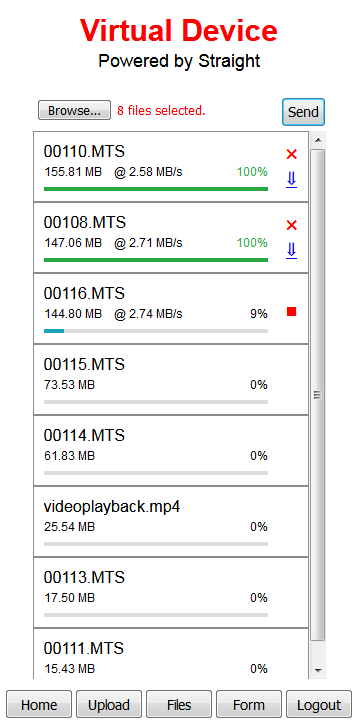 Virtual Device
Powered by Straight
Browse... 8 files selected. Send
00110.MTS
155.81 MB @ 2.58 MB/s 100%
00108.MTS
147.06 MB @ 2.71 MB/s 100%
00116.MTS
144.80 MB @ 2.74 MB/s 9%
00115.MTS
73.53 MB 0%
00114.MTS
61.83 MB 0%
videoplayback.mp4
25.54 MB 0%
00113.MTS
17.50 MB 0%
00111.MTS
15.43 MB 0%
Home Upload Files Form Logout